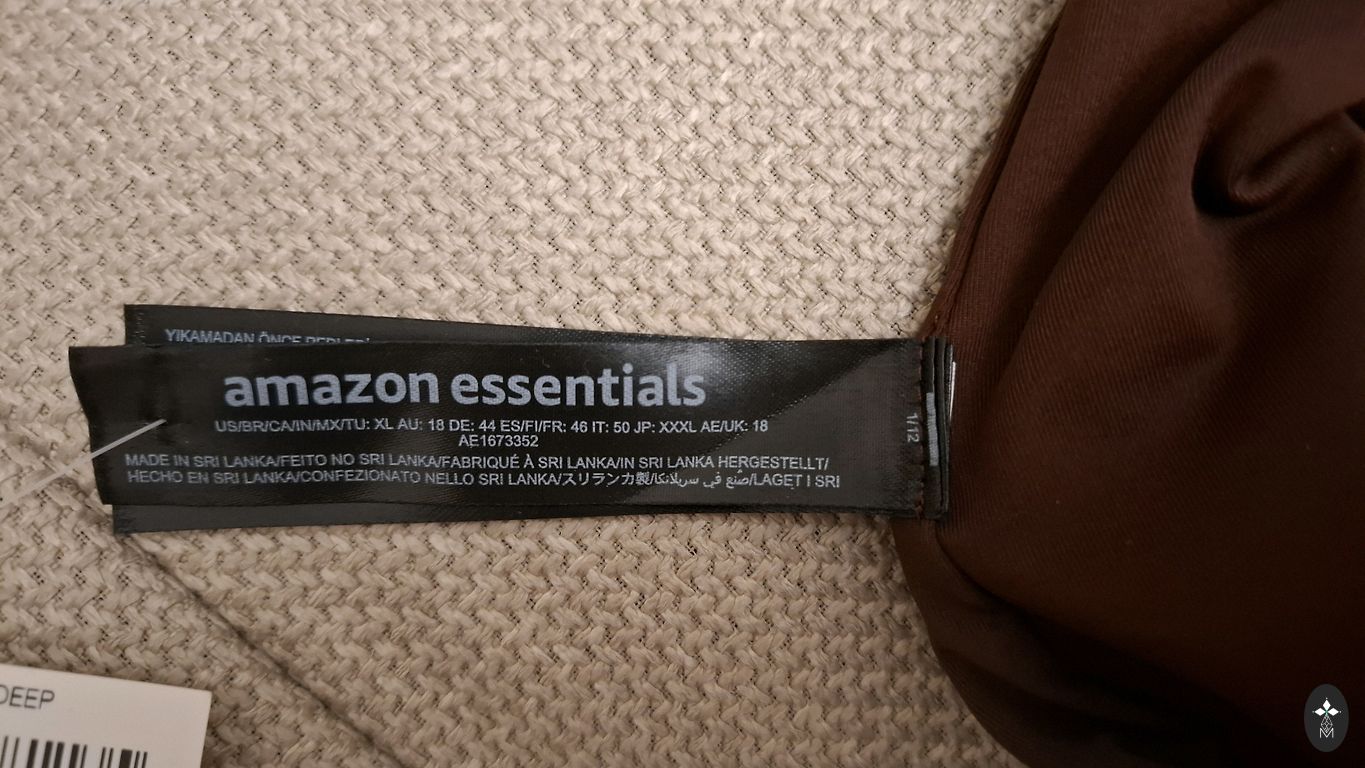 YIKAMADAN ÖNCE
amazon essentials
US/BR/CA/IN/MX/TU: XL AU: 18 DE: 44 ES/FI/FR: 46 IT: 50 JP: XXXL AE/UK: 18
AE1673352
MADE IN SRI LANKA/FEITO NO SRI LANKA/FABRIQUÉ À SRI LANKA/IN SRI LANKA HERGESTELLT/
HECHO EN SRI LANKA/CONFEZIONATO NELLO SRI LANKA/スリランカ製/صُنع في سريلانكا/LAGET I SRI
1/12
DEEP
M